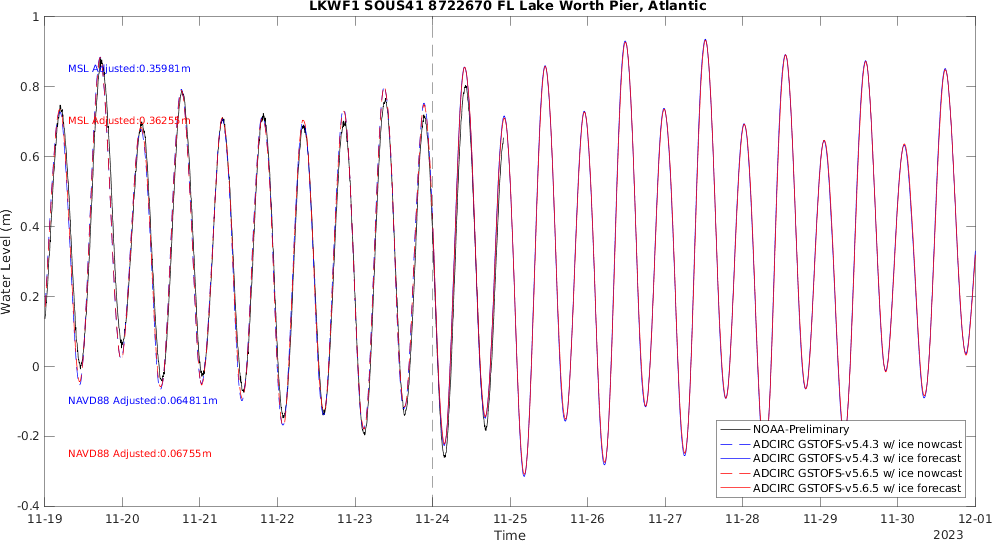 LKWF1 SOUS41 8722670 FL Lake Worth Pier, Atlantic
1
0.8
0.6
0.4
0.2
0
-0.2
-0.4
Water Level (m)
MSL Adjusted:0.35981m
MSL Adjusted:0.36255m
NAVD88 Adjusted:0.064811m
NAVD88 Adjusted:0.06755m
NOAA-Preliminary
ADCIRC GSTOFS-v5.4.3 w/ ice nowcast
ADCIRC GSTOFS-v5.4.3 w/ ice forecast
ADCIRC GSTOFS-v5.6.5 w/ ice nowcast
ADCIRC GSTOFS-v5.6.5 w/ ice forecast
11-19 11-20 11-21 11-22 11-23 11-24 11-25 11-26 11-27 11-28 11-29 11-30 12-01
Time 2023